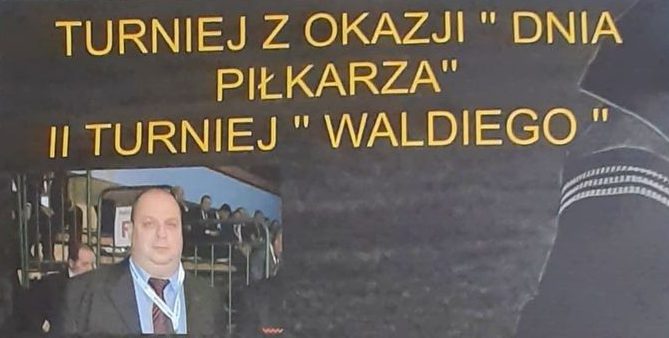 TURNIEJ Z OKAZJI " DNIA
PIŁKARZA"
II TURNIEJ " WALDIEGO "